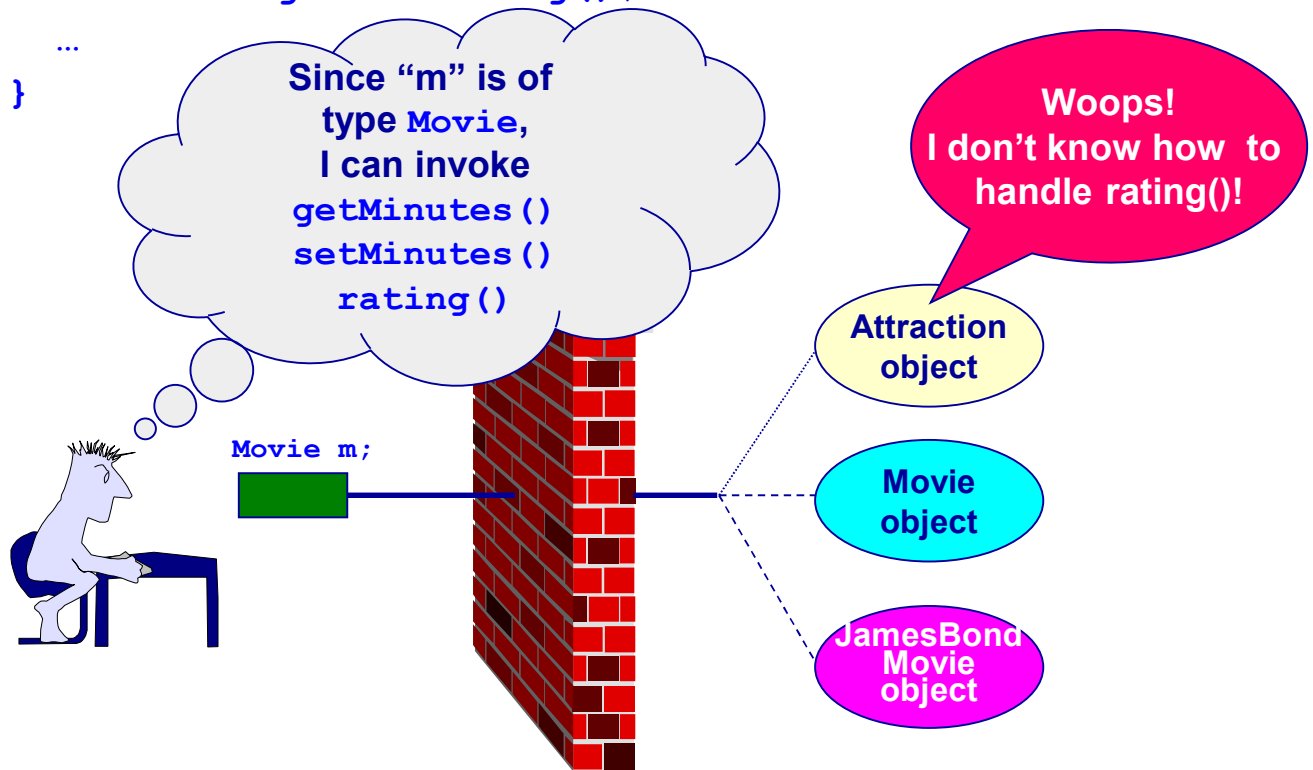 …
}
Since “m” is of
type Movie,
I can invoke
getMinutes()
setMinutes()
rating()
Woops!
I don’t know how to
handle rating()!
Movie m;
Attraction
object
Movie
object
JamesBond
Movie
object